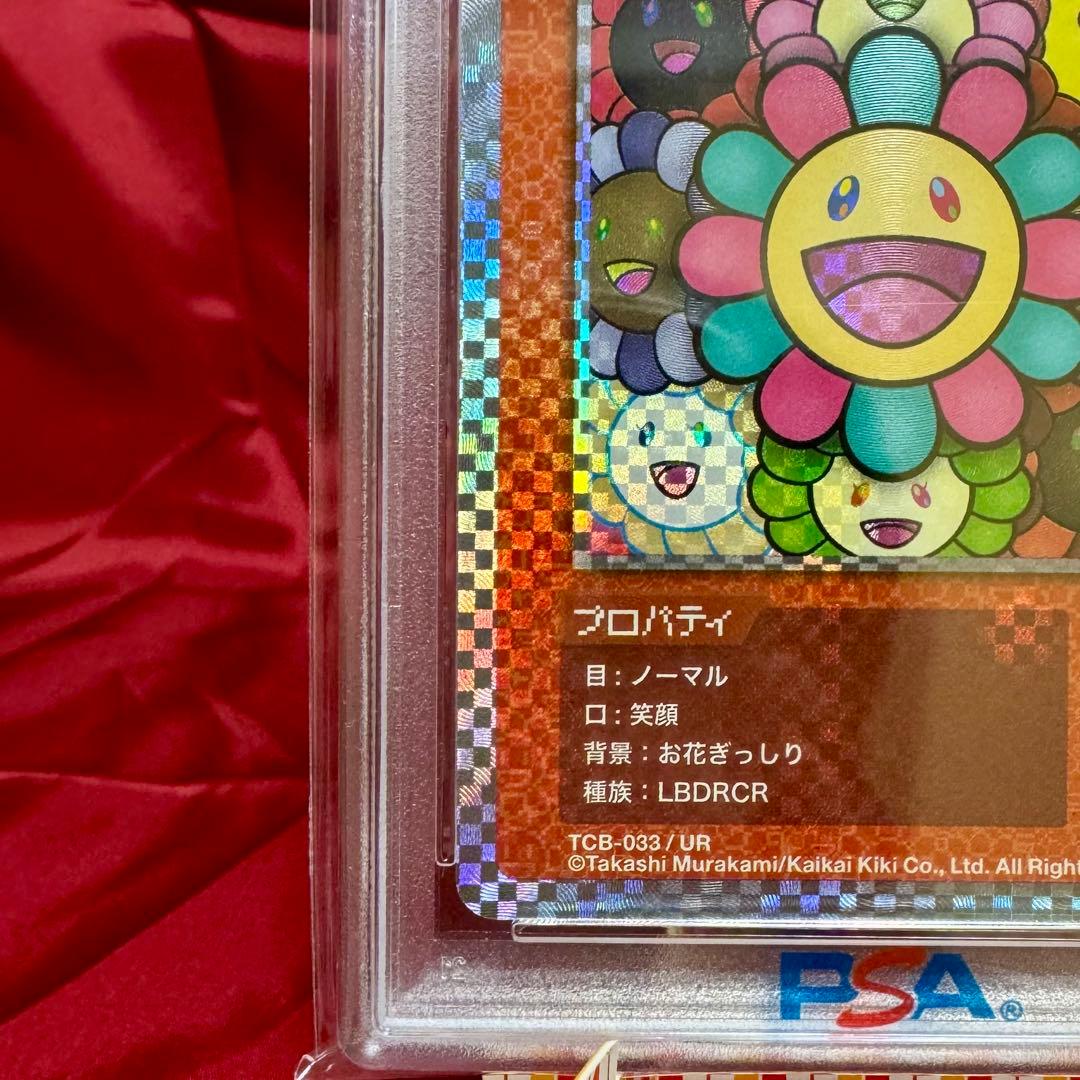 プロパティ
目：ノーマル
口：笑顔
背景：お花ぎっしり
種族：LBDRCR
TCB-033 / UR
©Takashi Murakami/Kaikai Kiki Co., Ltd. All Right
PSA®